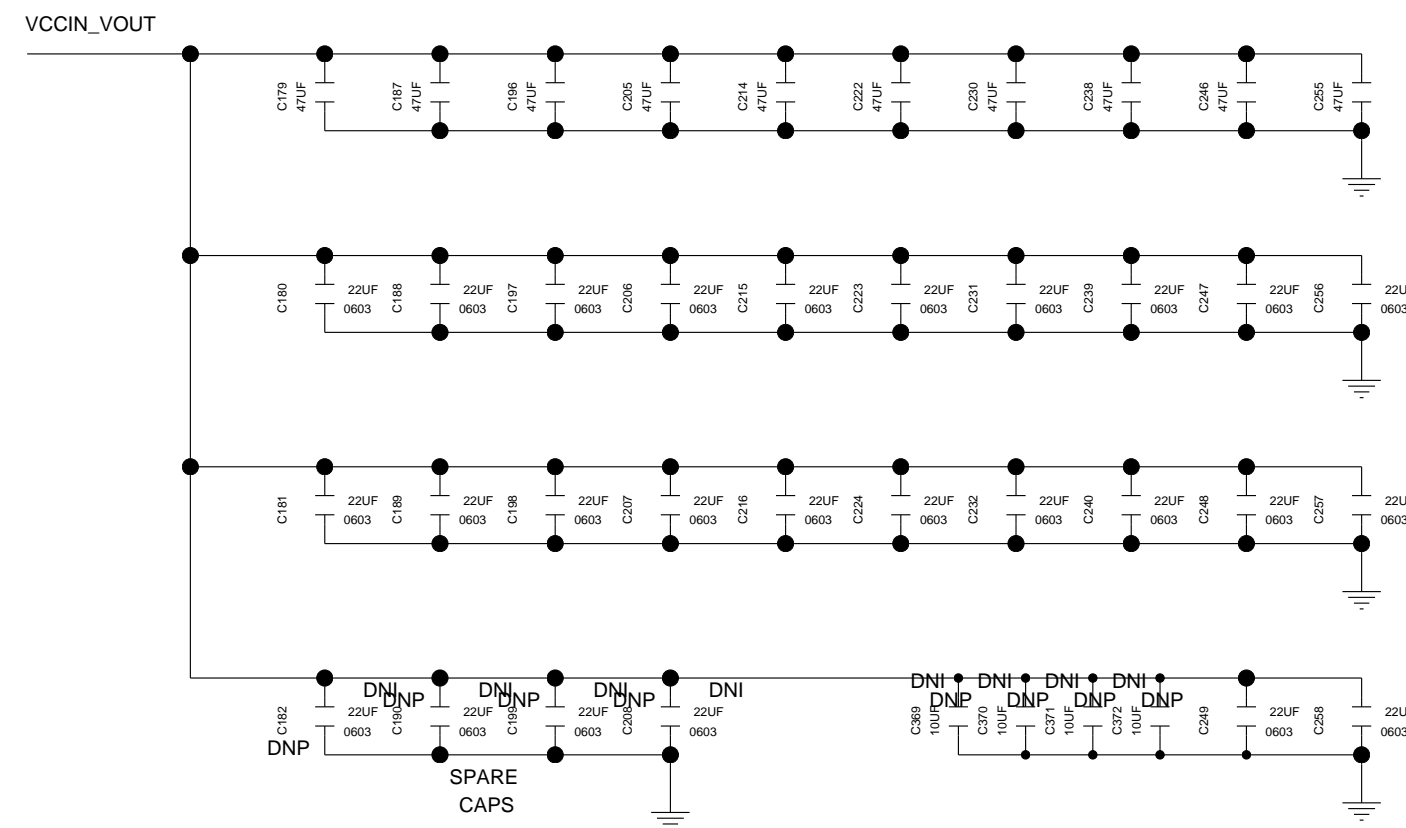 VCCIN_VOUT
C179 47UF C187 47UF C196 47UF C205 47UF C214 47UF C222 47UF C230 47UF C238 47UF C246 47UF C255 47UF
C180 22UF C188 22UF C197 22UF C206 22UF C215 22UF C223 22UF C231 22UF C239 22UF C247 22UF C256 22U
0603 0603 0603 0603 0603 0603 0603 0603 0603 0603
C181 22UF C189 22UF C198 22UF C207 22UF C216 22UF C224 22UF C232 22UF C240 22UF C248 22UF C257 22U
0603 0603 0603 0603 0603 0603 0603 0603 0603 0603
DNI DNI DNI DNI DNI DNI DNI DNI
DNP DNP DNP DNP DNP DNP DNP
C182 22UF C190 22UF C199 22UF C208 22UF C369 10UF C370 10UF C371 10UF C372 10UF C249 22UF C258 22U
0603 0603 0603 0603 0603 0603
DNP
SPARE
CAPS